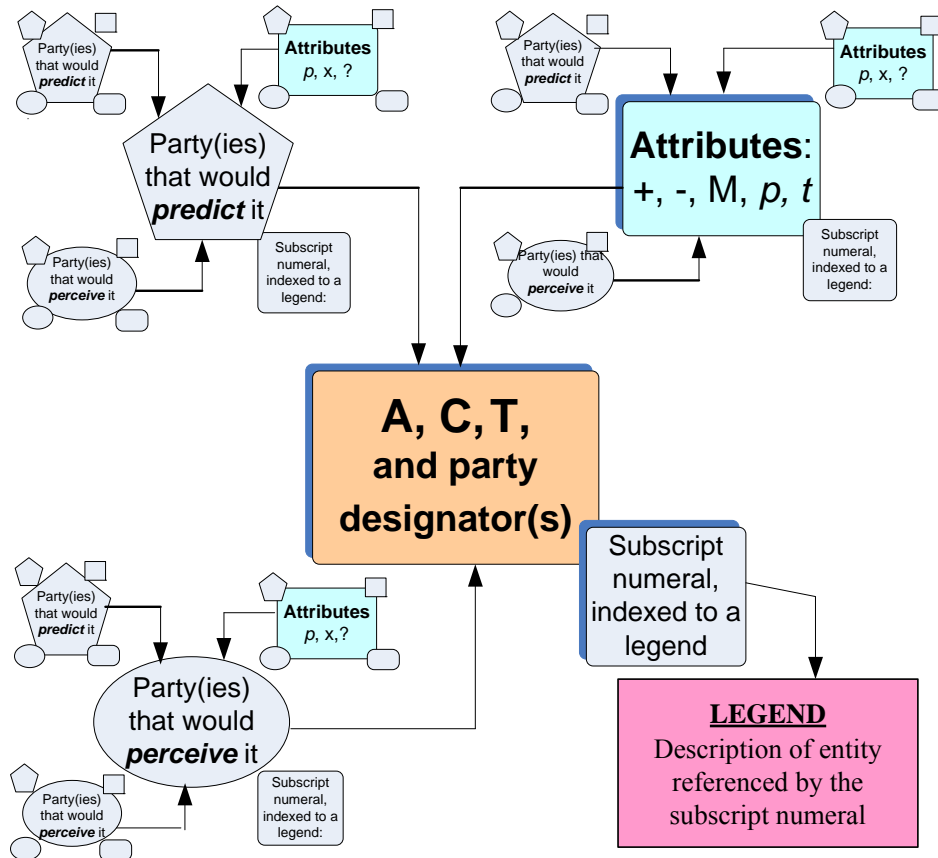 Party(ies)
that would
predict it
Attributes
p, x, ?
Party(ies)
that would
predict it
Party(ies)
that would
perceive it
Subscript
numeral,
indexed to a
legend:
Party(ies)
that would
predict it
Attributes
p, x, ?
Attributes:
+, -, M, p, t
Party(ies) that
would
perceive it
Subscript
numeral,
indexed to a
legend:
A, C, T,
and party
designator(s)
Subscript
numeral,
indexed to a
legend
LEGEND
Description of entity
referenced by the
subscript numeral
Party(ies)
that would
predict it
Attributes
p, x,?
Party(ies)
that would
perceive it
Party(ies)
that would
perceive it
Subscript
numeral,
indexed to a
legend: